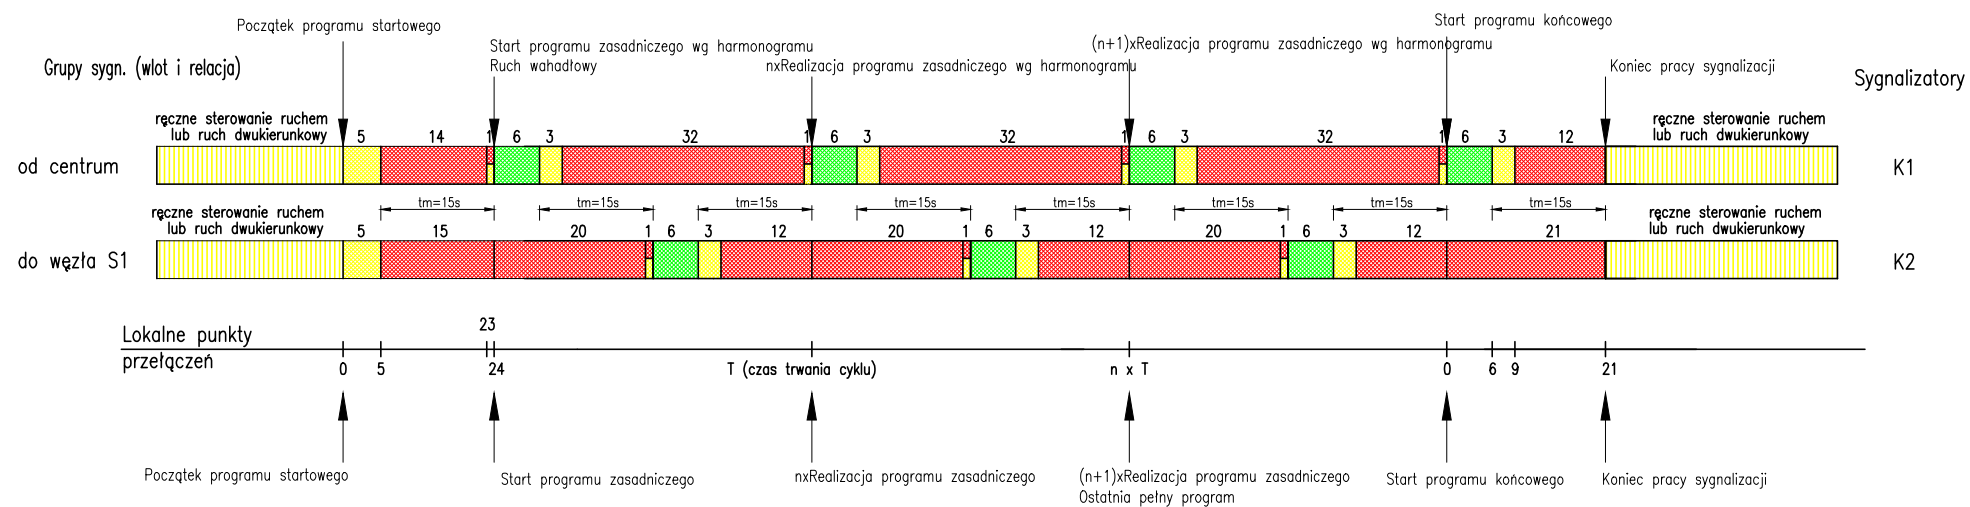 Początek programu startowego
Start programu zasadniczego wg harmonogramu
Ruch wahadłowy
(n+1)xRealizacja programu zasadniczego wg harmonogramu
nxRealizacja programu zasadniczego wg harmonogramu
Start programu końcowego
Koniec pracy sygnalizacji
Grupy sygn. (wlot i relacja)
Sygnalizatory
ręczne sterowanie ruchem
lub ruch dwukierunkowy
5 14 1 6 3 32 1 6 3 32 1 6 3 32 1 6 3 12
ręczne sterowanie ruchem
lub ruch dwukierunkowy
od centrum
K1
tm=15s tm=15s tm=15s tm=15s tm=15s tm=15s tm=15s tm=15s
ręczne sterowanie ruchem
lub ruch dwukierunkowy
5 15 20 1 6 3 12 20 1 6 3 12 20 1 6 3 12 21
ręczne sterowanie ruchem
lub ruch dwukierunkowy
do węzła S1
K2
Lokalne punkty
przełączeń
23
0 5 24 T (czas trwania cyklu) n x T 0 6 9 21
Początek programu startowego
Start programu zasadniczego
nxRealizacja programu zasadniczego
(n+1)xRealizacja programu zasadniczego
Ostatnia pełny program
Start programu końcowego
Koniec pracy sygnalizacji